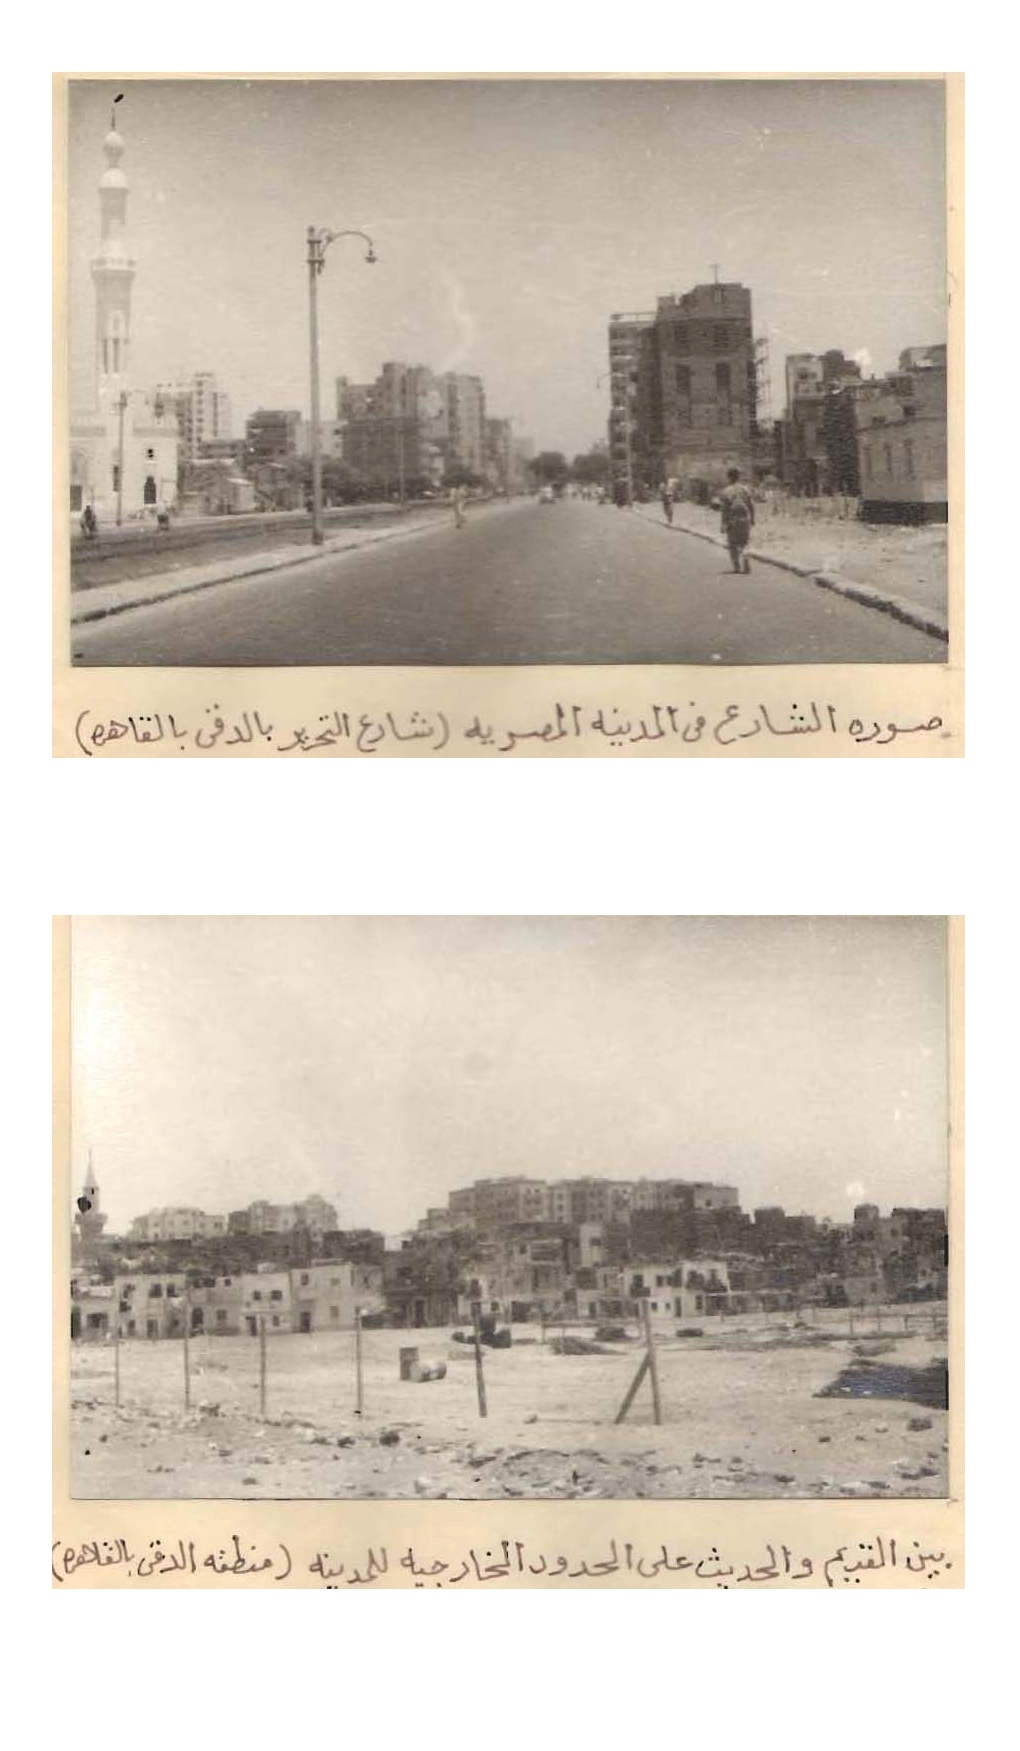 صوره الشارع فى المدينه المصريه (شارع التحرير بالدقى بالقاهره)
بين القديم والحديث على الحدود الخارجيه للمدينه (منطقه الدقى بالقاهره)